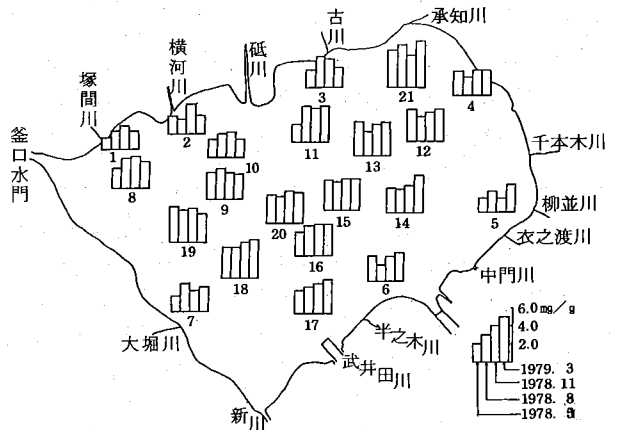 承知川
古川
砥川
横河川
塚間川
釜口水門
3
21
4
1
2
10
11
13
12
千本木川
8
9
20
15
14
5
柳並川
衣之渡川
19
16
18
6
中門川
7
17
大堀川
半之木川
武井田川
新川
6.0mg/g
4.0
2.0
1979. 3
1978. 11
1978. 8